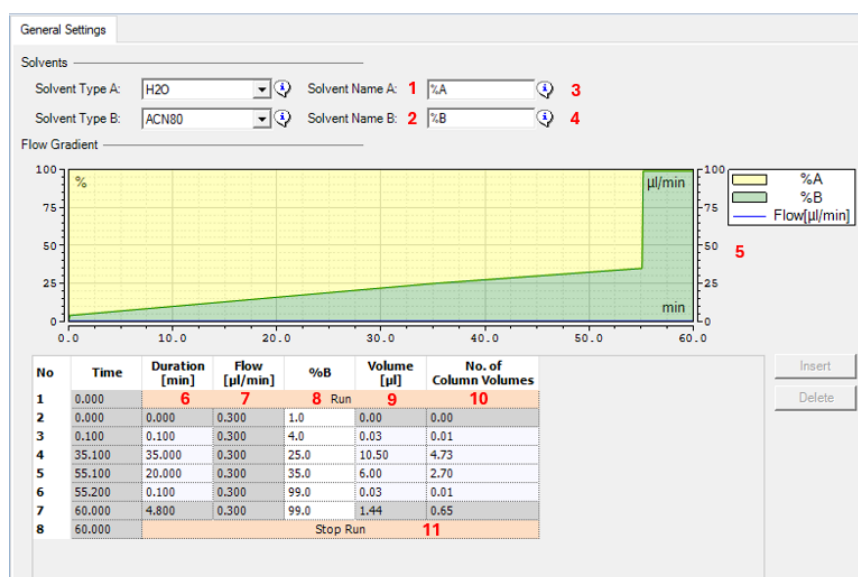 General Settings
Solvents
Solvent Type A: H2O Solvent Name A: 1 %A 3
Solvent Type B: ACN80 Solvent Name B: 2 %B 4
Flow Gradient
100 % µl/min 100 %A
%B
75 75 Flow[µl/min]
50 50 5
25 25
min
0 0
0.0 10.0 20.0 30.0 40.0 50.0 60.0
No Time Duration [min] Flow [µl/min] %B Volume [µl] No. of Column Volumes Insert
1 0.000 6 7 8 Run 9 10 Delete
2 0.000 0.000 0.300 1.0 0.00 0.00
3 0.100 0.100 0.300 4.0 0.03 0.01
4 35.100 35.000 0.300 25.0 10.50 4.73
5 55.100 20.000 0.300 35.0 6.00 2.70
6 55.200 0.100 0.300 99.0 0.03 0.01
7 60.000 4.800 0.300 99.0 1.44 0.65
8 60.000 Stop Run 11